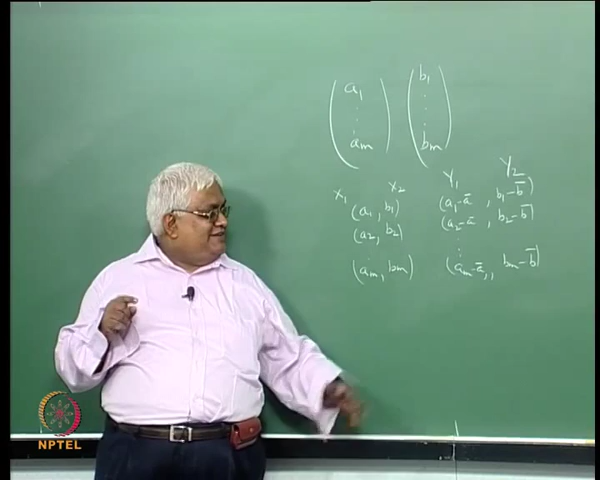 a₁ b₁
. .
. .
. .
aₘ bₘ
X₁ X₂ Y₁ Y₂
(a₁, b₁) (a₁-a̅, b₁-b̅)
(a₂, b₂) (a₂-a̅, b₂-b̅)
⋮ ⋮
(aₘ, bₘ) (aₘ-a̅, bₘ-b̅)
NPTEL